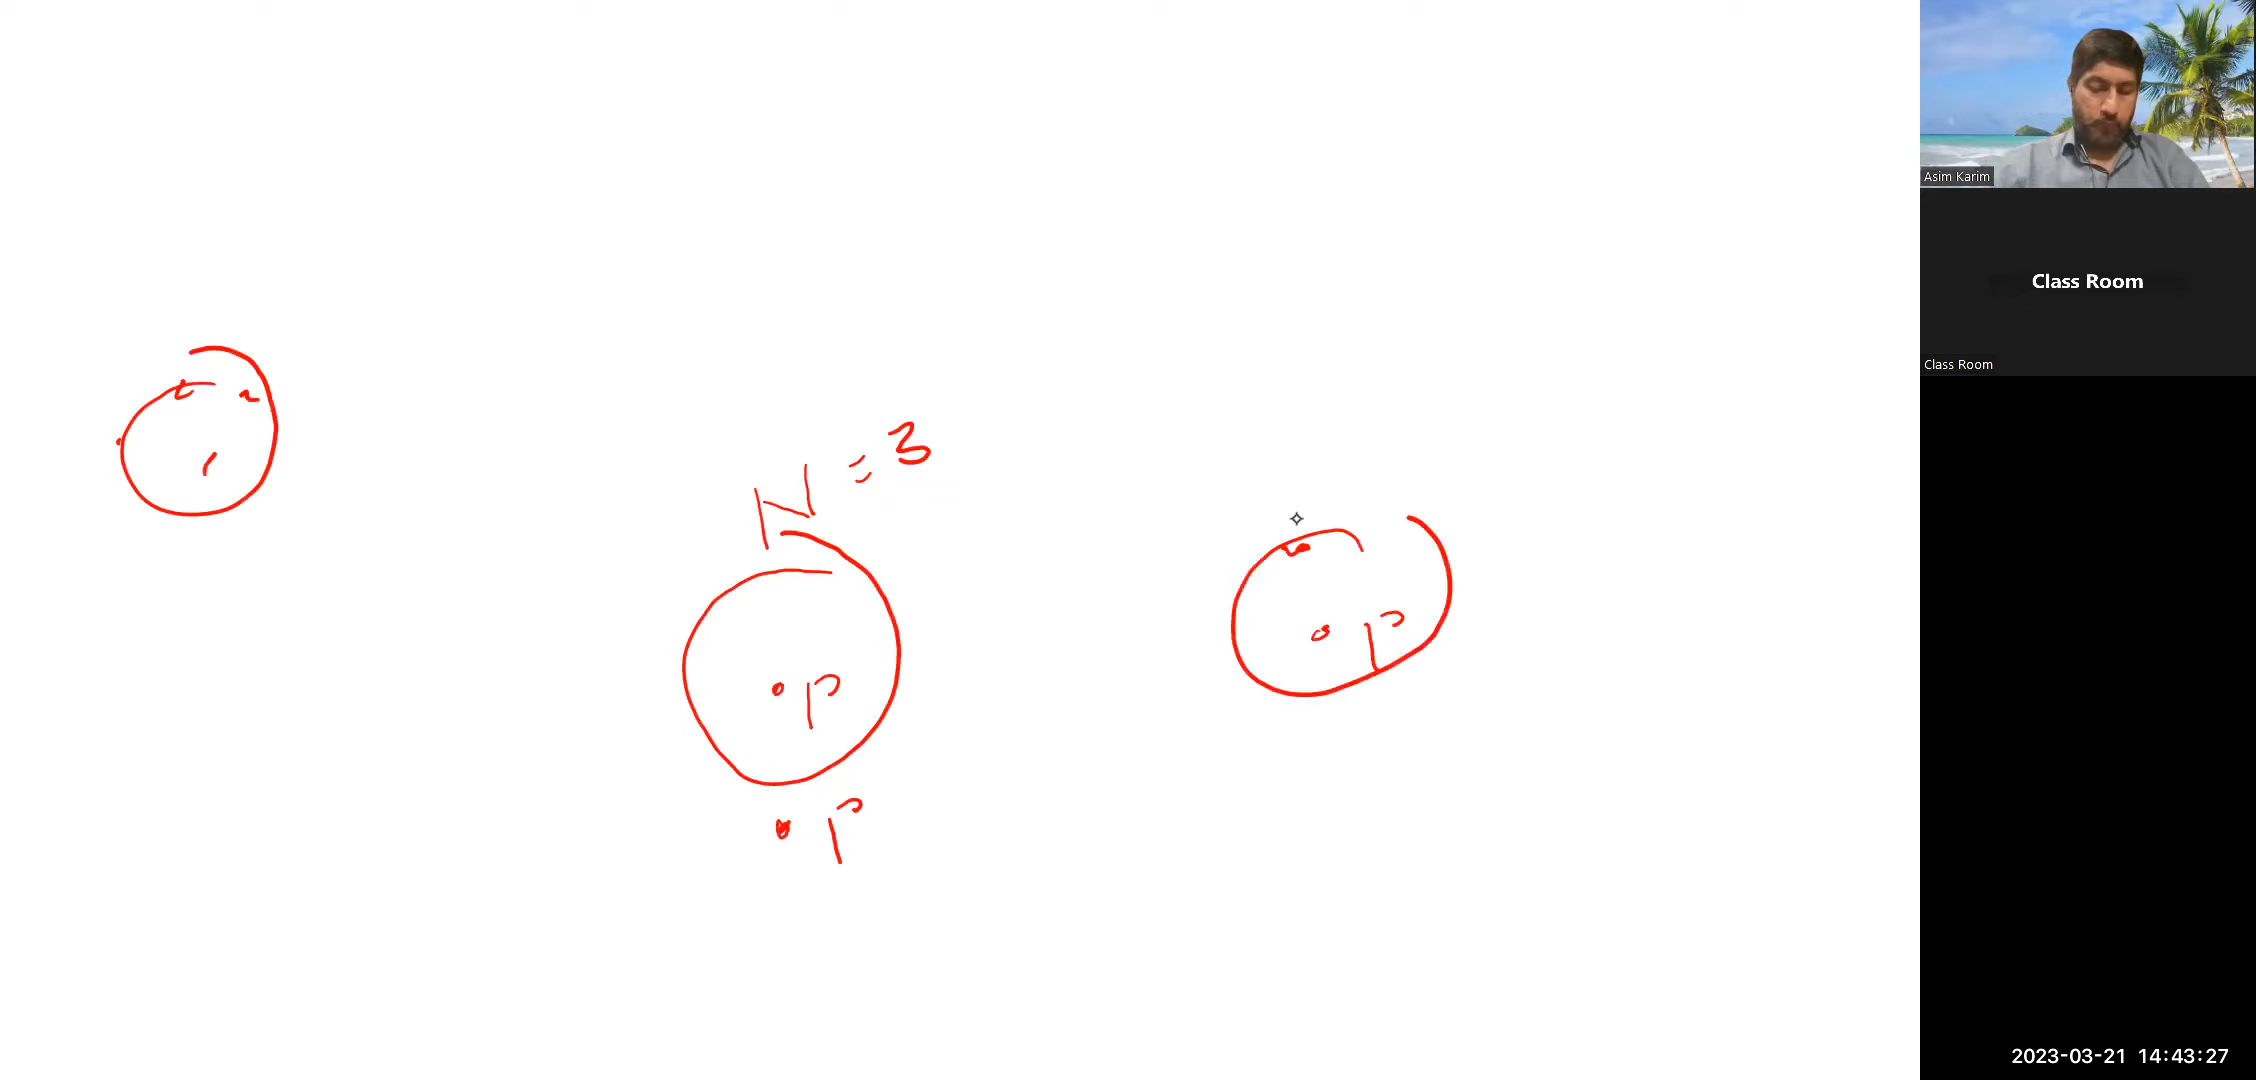 N = 3
P
P
P
Asim Karim
Class Room
Class Room
2023-03-21 14:43:27